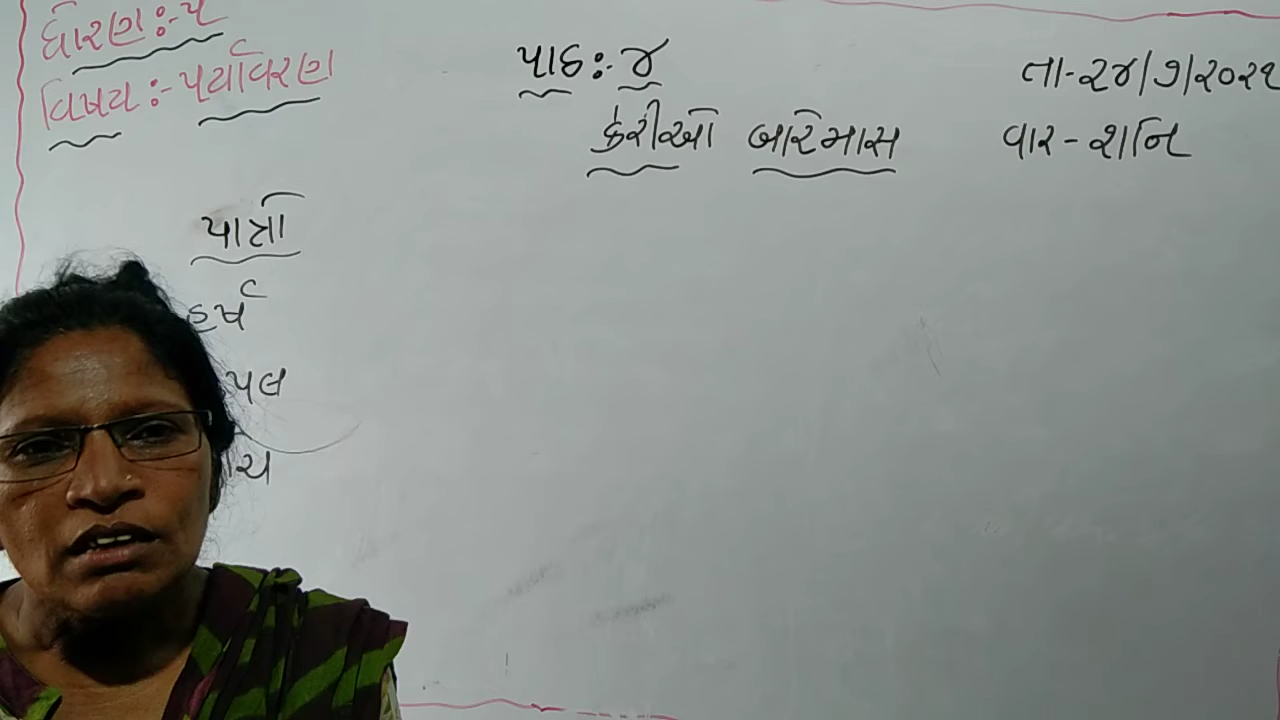 ધોરણ:- ૫
વિષય:- પર્યાવરણ
પાઠ:- ૪
તા-૨૪/૭/૨૦૨૧
કેરીઓ બારેમાસ
વાર - શનિ
પાત્રો
હર્ષ